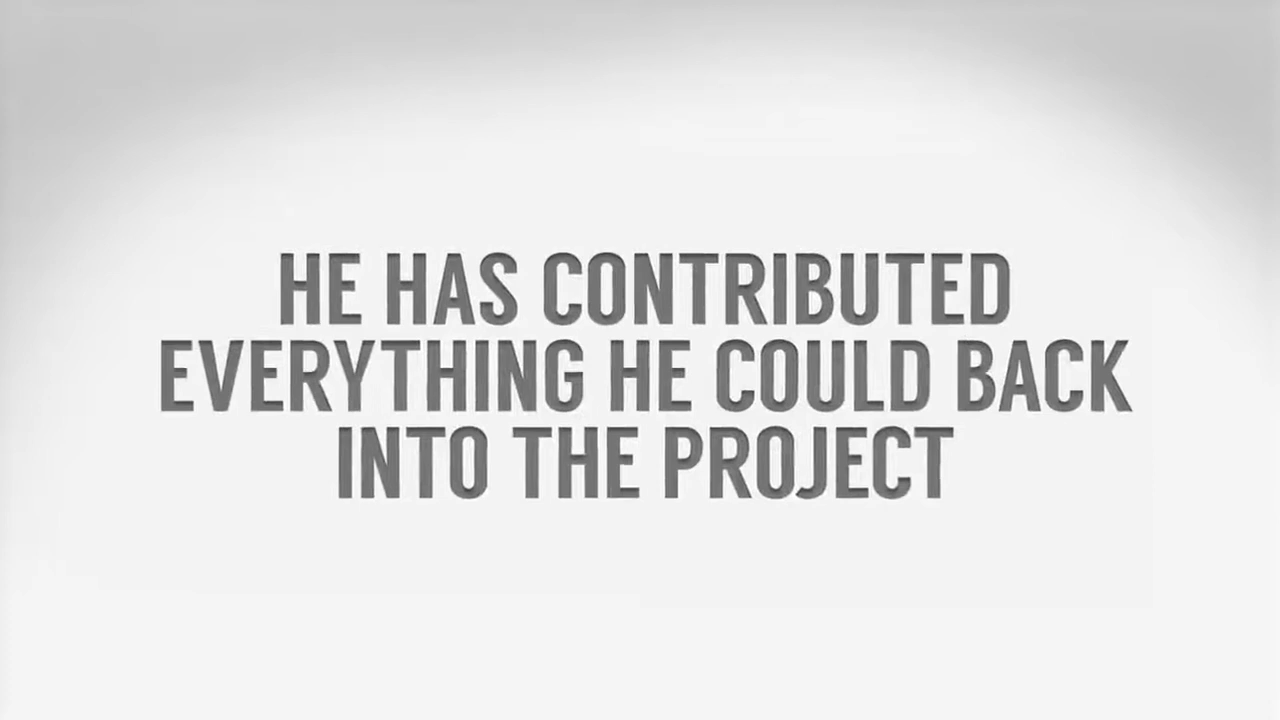 HE HAS CONTRIBUTED
EVERYTHING HE COULD BACK
INTO THE PROJECT